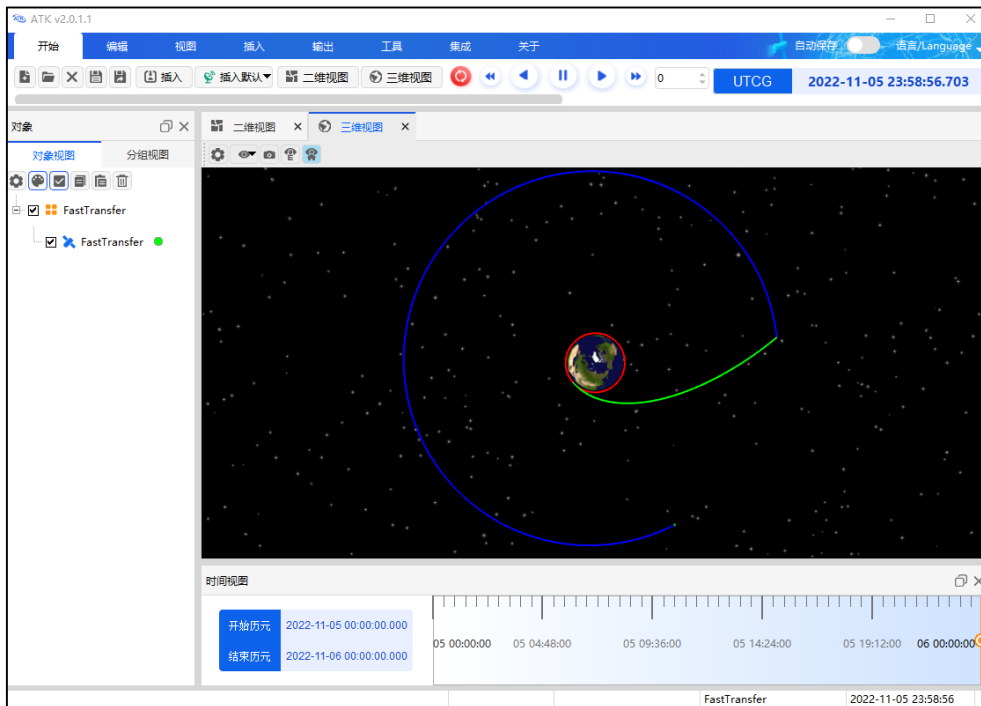 ATK v2.0.1.1
开始 编辑 视图 插入 输出 工具 集成 关于 自动保存 语言/Language
插入 插入默认 二维视图 三维视图 0 UTCG 2022-11-05 23:58:56.703
对象 二维视图 三维视图
对象视图 分组视图
FastTransfer
FastTransfer
时间视图
开始历元 2022-11-05 00:00:00.000
结束历元 2022-11-06 00:00:00.000
05 00:00:00 05 04:48:00 05 09:36:00 05 14:24:00 05 19:12:00 06 00:00:00
FastTransfer 2022-11-05 23:58:56